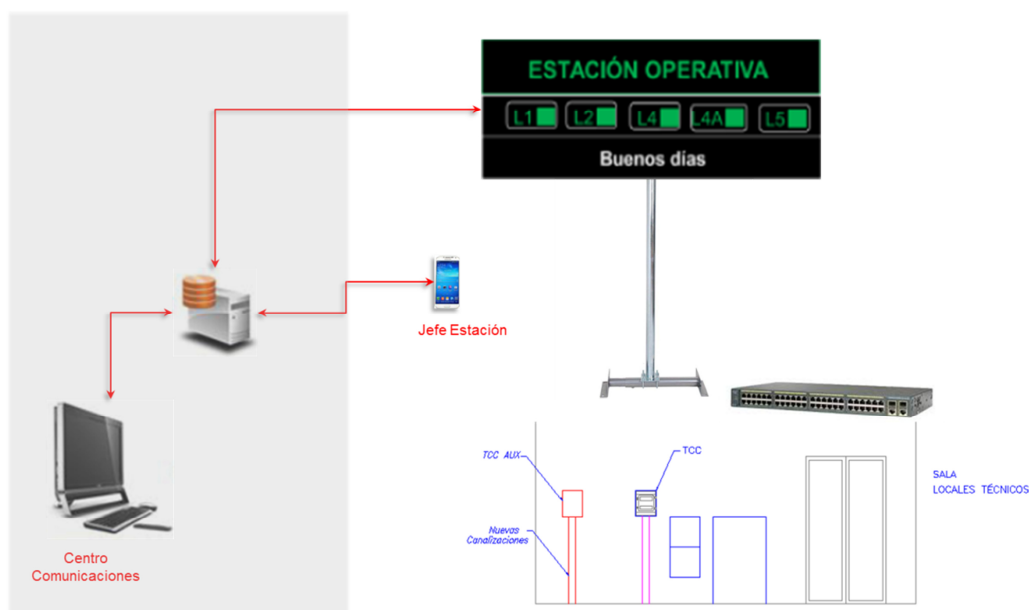 ESTACIÓN OPERATIVA
L1 L2 L4 L4A L5
Buenos días
Jefe Estación
TCC AUX
TCC
SALA
LOCALES TÉCNICOS
Nuevas
Canalizaciones
Centro
Comunicaciones